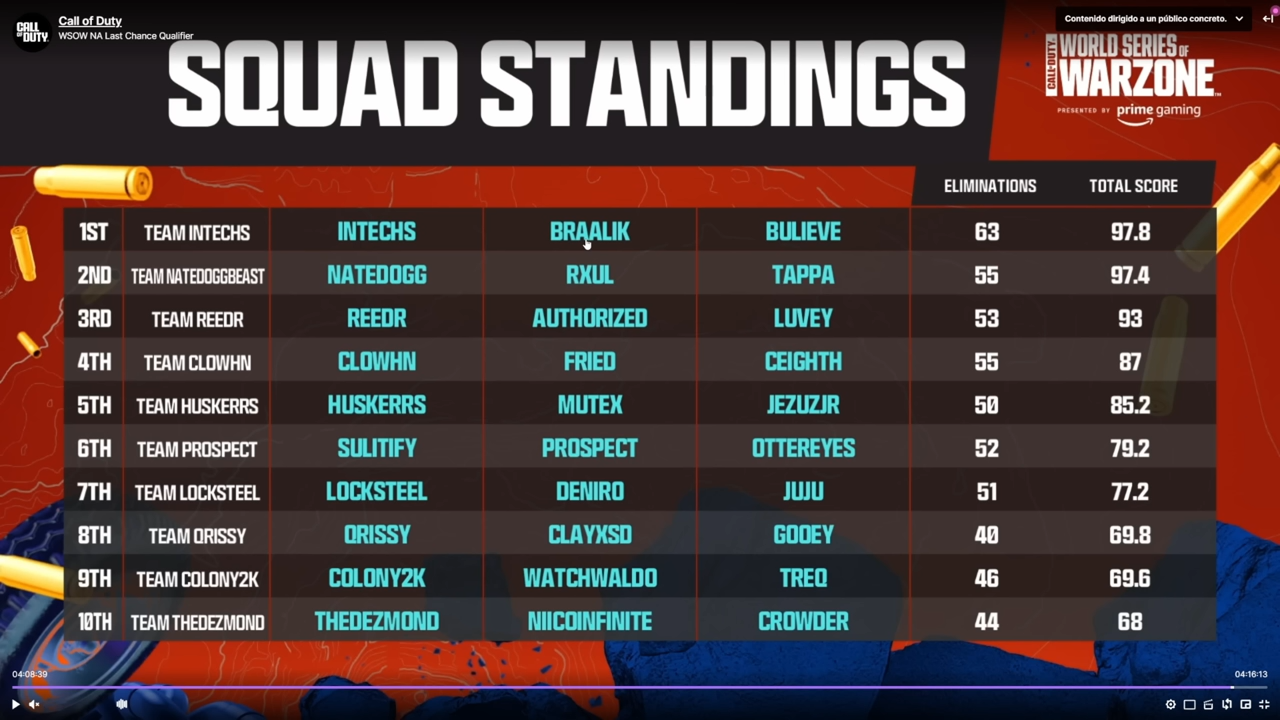 Call of Duty
WSOW NA Last Chance Qualifier
CALL OF DUTY
Contenido dirigido a un público concreto.
SQUAD STANDINGS
CALL OF DUTY
WORLD SERIES OF
WARZONE™
PRESENTED BY prime gaming
ELIMINATIONS TOTAL SCORE
1ST TEAM INTECHS INTECHS BRAALIK BULIEVE 63 97.8
2ND TEAM NATEDOGGBEAST NATEDOGG RXUL TAPPA 55 97.4
3RD TEAM REEDR REEDR AUTHORIZED LUVEY 53 93
4TH TEAM CLOWHN CLOWHN FRIED CEIGHTH 55 87
5TH TEAM HUSKERRS HUSKERRS MUTEX JEZUZJR 50 85.2
6TH TEAM PROSPECT SULITIFY PROSPECT OTTEREYES 52 79.2
7TH TEAM LOCKSTEEL LOCKSTEEL DENIRO JUJU 51 77.2
8TH TEAM QRISSY QRISSY CLAYXSD GOOEY 40 69.8
9TH TEAM COLONY2K COLONY2K WATCHWALDO TREQ 46 69.6
10TH TEAM THEDEZMOND THEDEZMOND NIICOINFINITE CROWDER 44 68
04:08:39 04:16:13